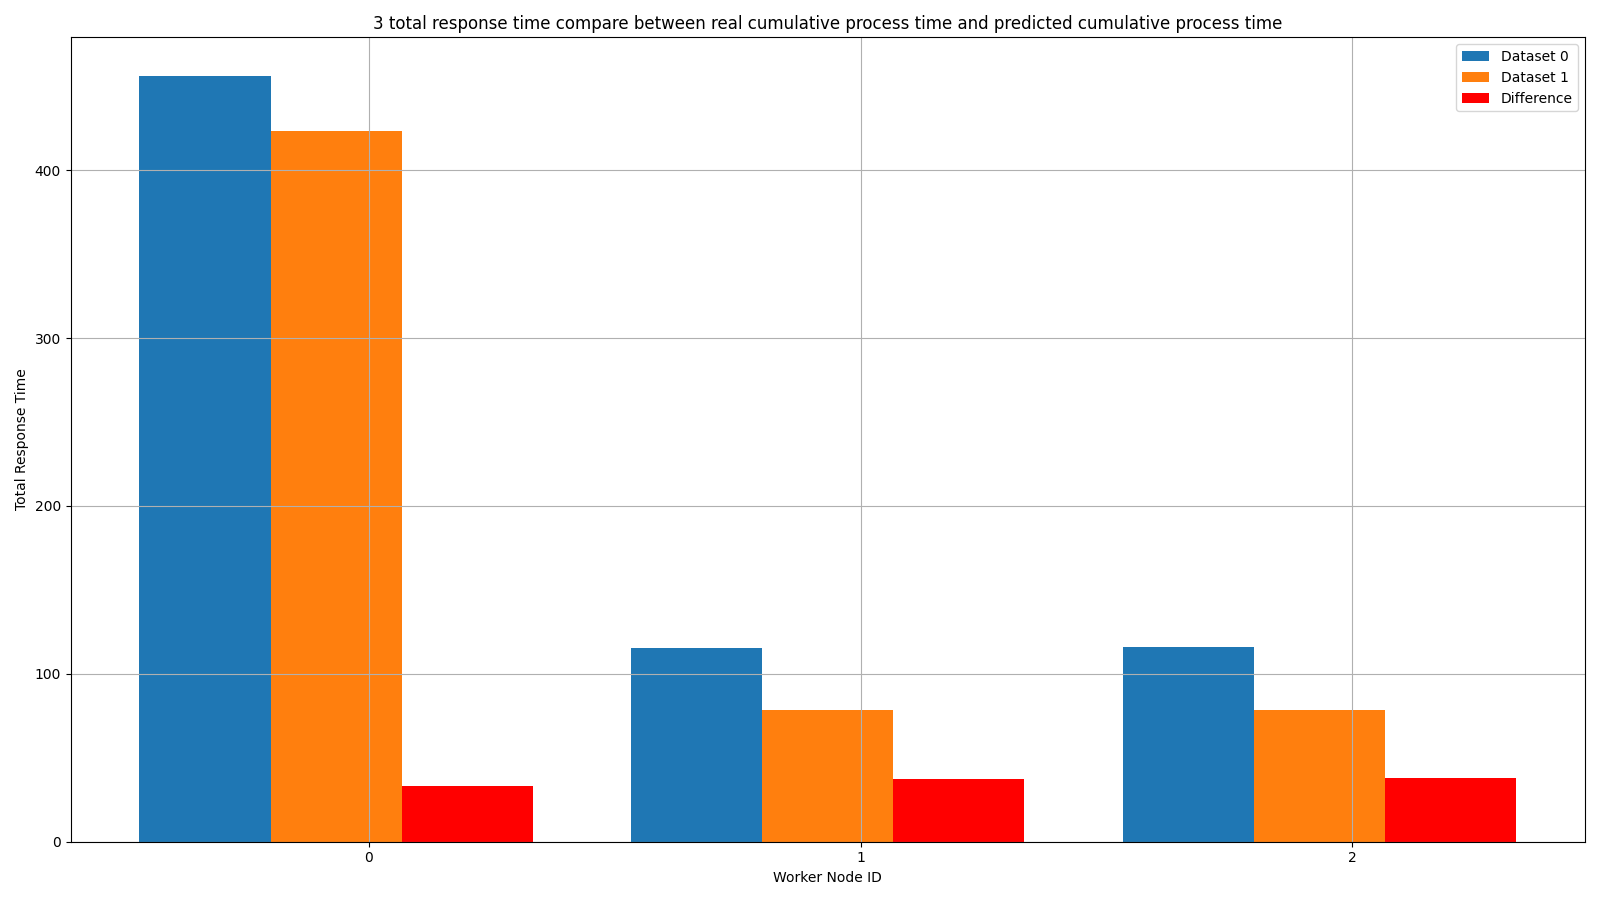 3 total response time compare between real cumulative process time and predicted cumulative process time
Dataset 0
Dataset 1
Difference
Total Response Time
400
300
200
100
0
0 1 2
Worker Node ID